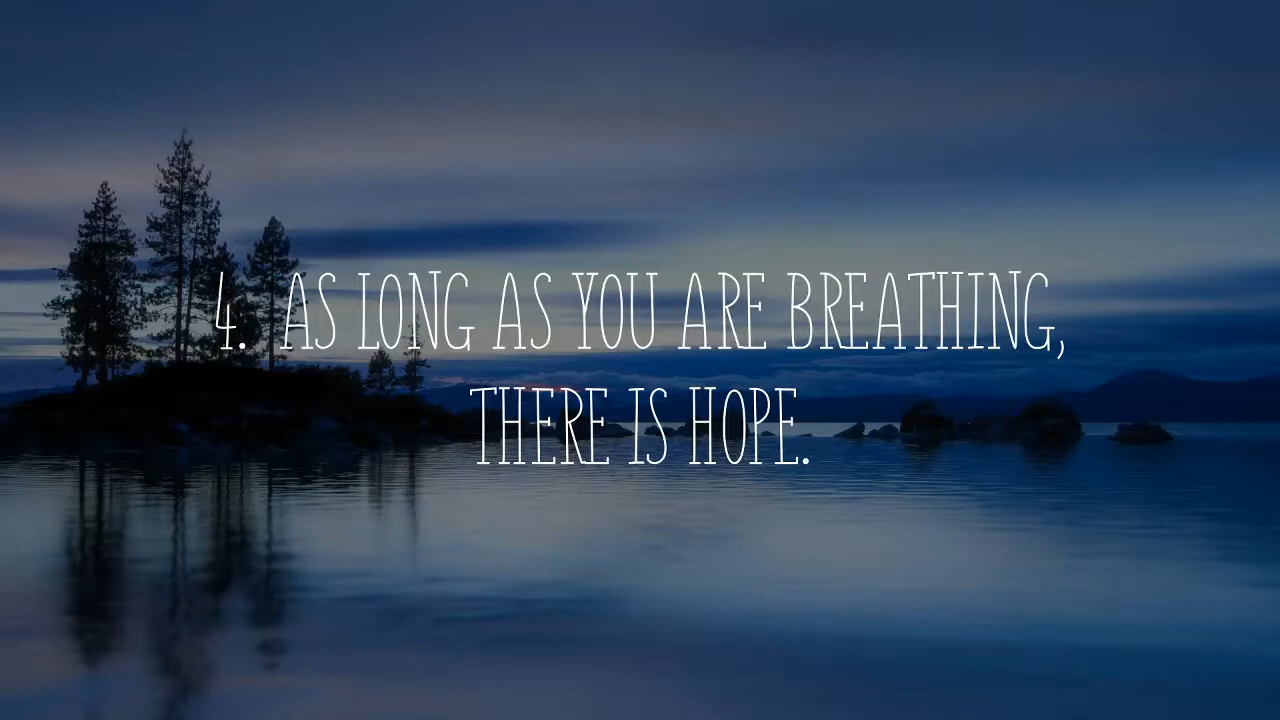 4. AS LONG AS YOU ARE BREATHING,
THERE IS HOPE.